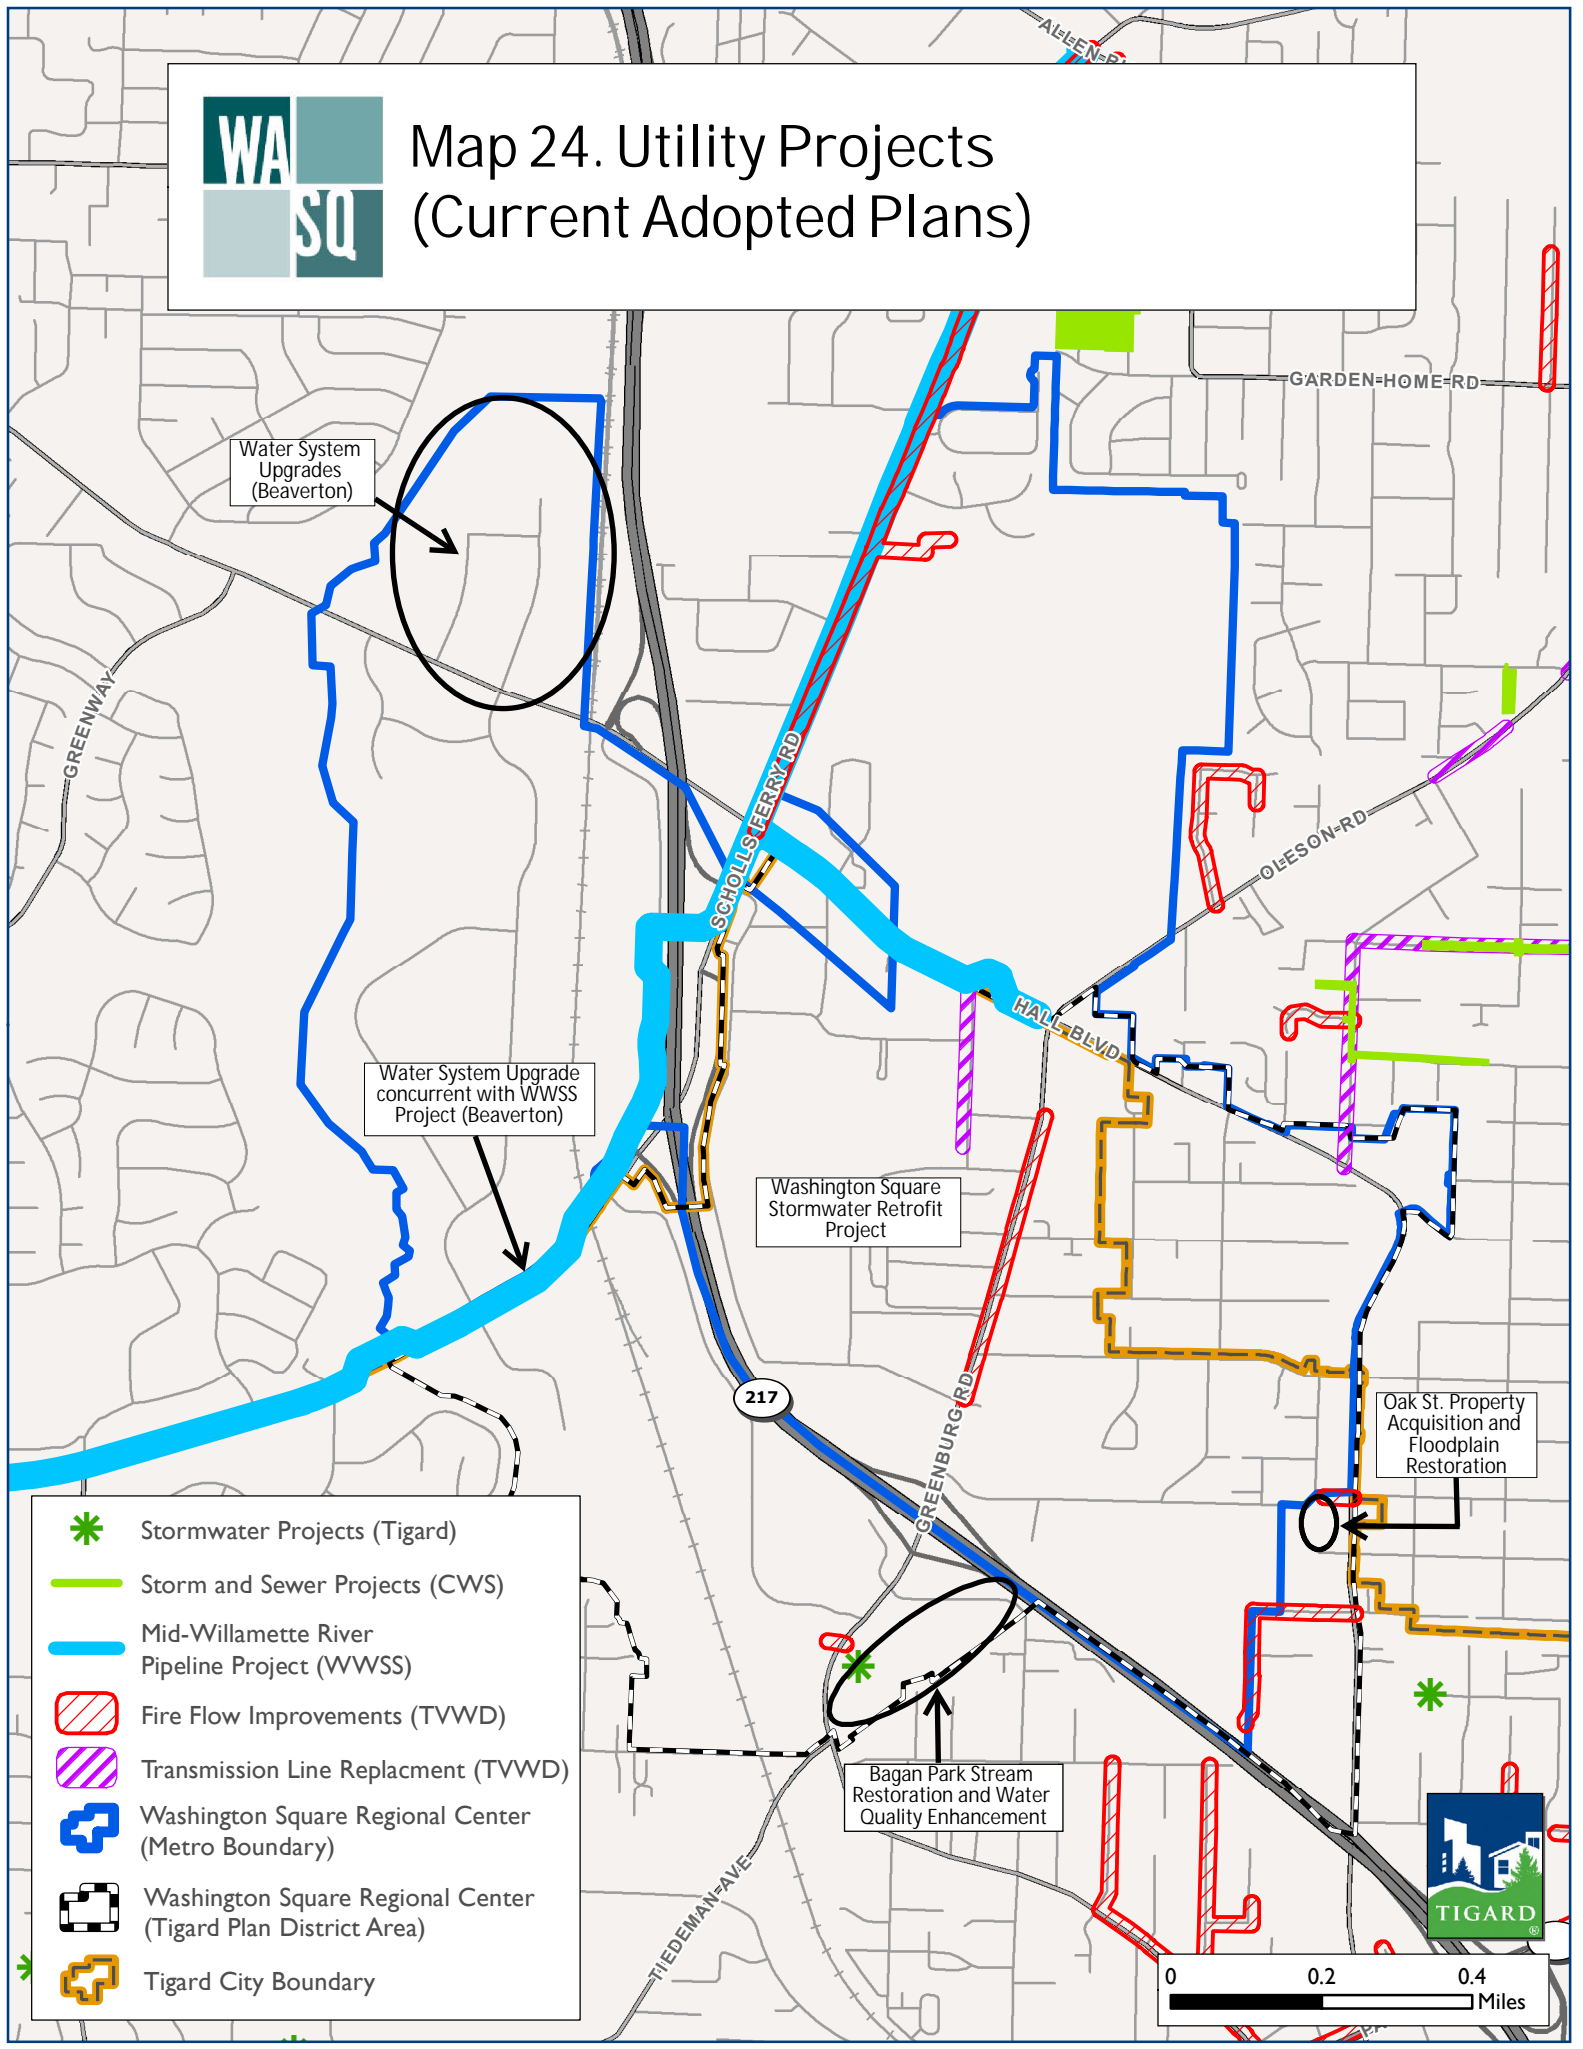 ALLEN B
WA
SQ
Map 24. Utility Projects
(Current Adopted Plans)
GARDEN HOME RD
Water System
Upgrades
(Beaverton)
GREENWAY
SCHOLLS FERRY RD
OLESON RD
HALL BLVD
Water System Upgrade
concurrent with WWSS
Project (Beaverton)
Washington Square
Stormwater Retrofit
Project
217
GREENBURG RD
Oak St. Property
Acquisition and
Floodplain
Restoration
Bagan Park Stream
Restoration and Water
Quality Enhancement
TIEDEMAN AVE
Stormwater Projects (Tigard)
Storm and Sewer Projects (CWS)
Mid-Willamette River
Pipeline Project (WWSS)
Fire Flow Improvements (TVWD)
Transmission Line Replacment (TVWD)
Washington Square Regional Center
(Metro Boundary)
Washington Square Regional Center
(Tigard Plan District Area)
Tigard City Boundary
TIGARD
®
0 0.2 0.4
Miles